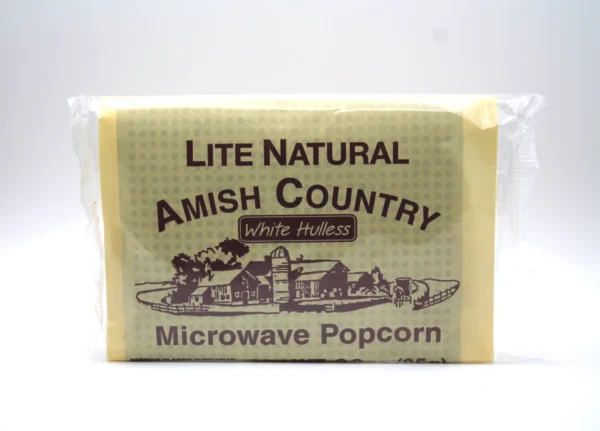 LITE NATURAL
AMISH COUNTRY
White Hulless
Microwave Popcorn